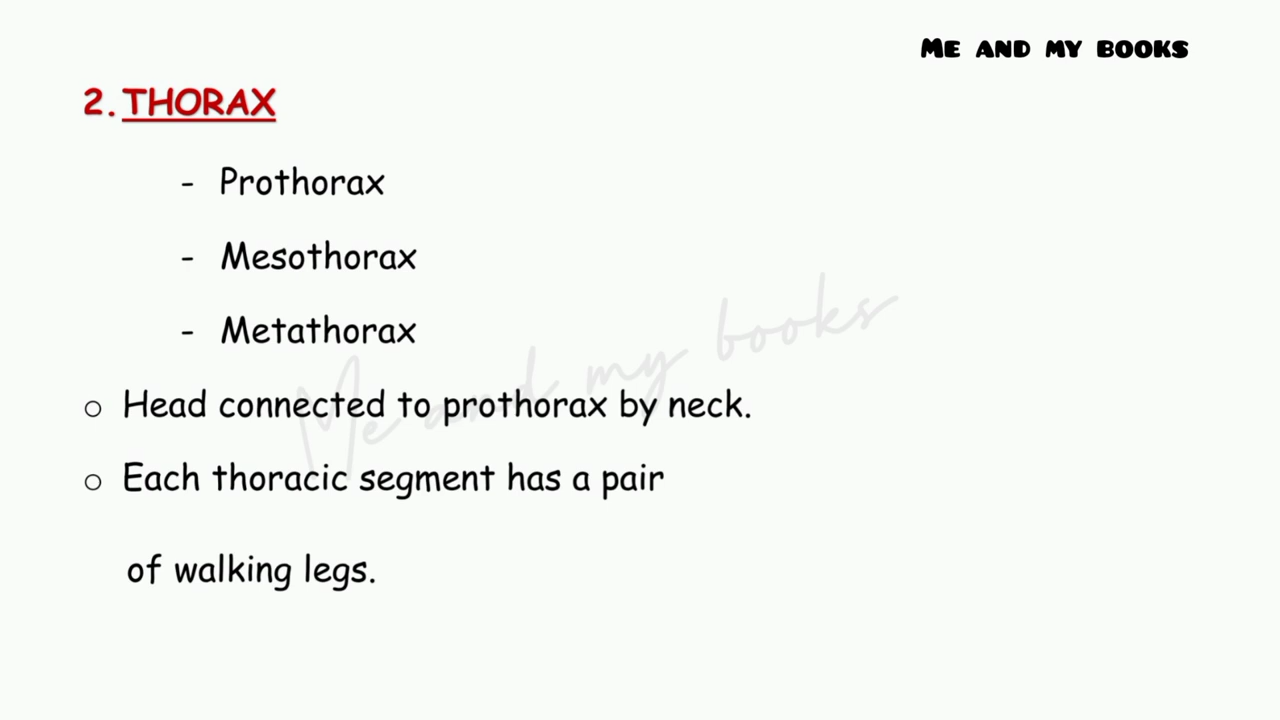 Me and my books
2. THORAX
- Prothorax
- Mesothorax
- Metathorax
Me and my books
o Head connected to prothorax by neck.
o Each thoracic segment has a pair
of walking legs.